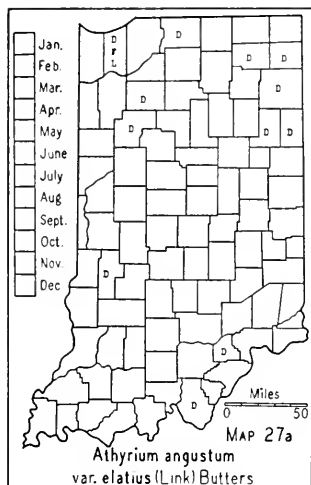 Jan.
Feb.
Mar.
Apr.
May
June
July
Aug
Sept.
Oct.
Nov.
Dec
D
F
L
D
D
D
D
D
D
D
D
D
D
Miles
0 50
MAP 27a
Athyrium angustum
var. elatius (Link) Butters